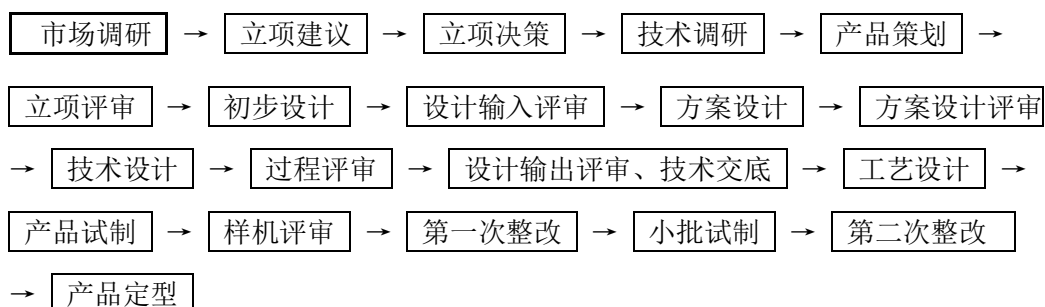 市场调研 → 立项建议 → 立项决策 → 技术调研 → 产品策划 →
立项评审 → 初步设计 → 设计输入评审 → 方案设计 → 方案设计评审
→ 技术设计 → 过程评审 → 设计输出评审、技术交底 → 工艺设计 →
产品试制 → 样机评审 → 第一次整改 → 小批试制 → 第二次整改
→ 产品定型